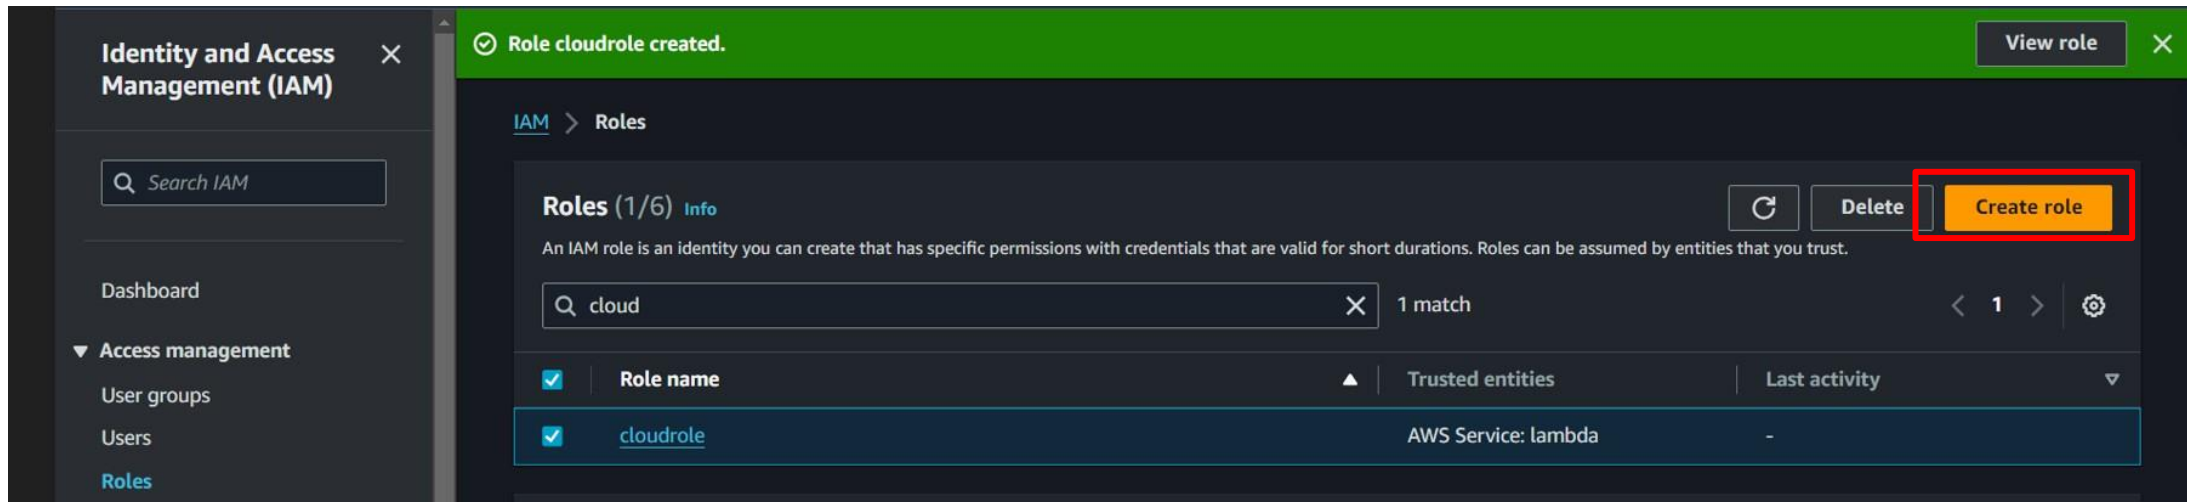 Identity and Access
Management (IAM)
Search IAM
Dashboard
Access management
User groups
Users
Roles
Role cloudrole created.
View role
IAM > Roles
Roles (1/6) Info
Delete
Create role
An IAM role is an identity you can create that has specific permissions with credentials that are valid for short durations. Roles can be assumed by entities that you trust.
cloud
1 match
1
Role name Trusted entities Last activity
cloudrole AWS Service: lambda -